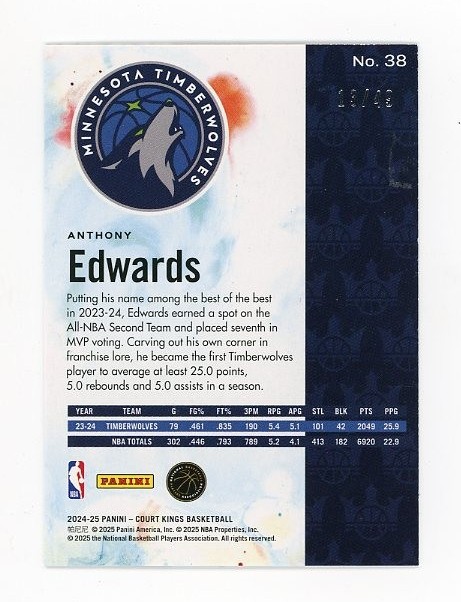 No. 38
MINNESOTA TIMBERWOLVES
ANTHONY
Edwards
Putting his name among the best of the best
in 2023-24, Edwards earned a spot on the
All-NBA Second Team and placed seventh in
MVP voting. Carving out his own corner in
franchise lore, he became the first Timberwolves
player to average at least 25.0 points,
5.0 rebounds and 5.0 assists in a season.
YEAR TEAM G FG% FT% 3PM RPG APG STL BLK PTS PPG
23-24 TIMBERWOLVES 79 .461 .835 190 5.4 5.1 101 42 2049 25.9
NBA TOTALS 302 .446 .793 789 5.2 4.1 413 182 6920 22.9
NBA PANINI
2024-25 PANINI – COURT KINGS BASKETBALL
帕尼尼 © 2025 Panini America, Inc. © 2025 NBA Properties, Inc.
© 2025 the National Basketball Players Association. All rights reserved.